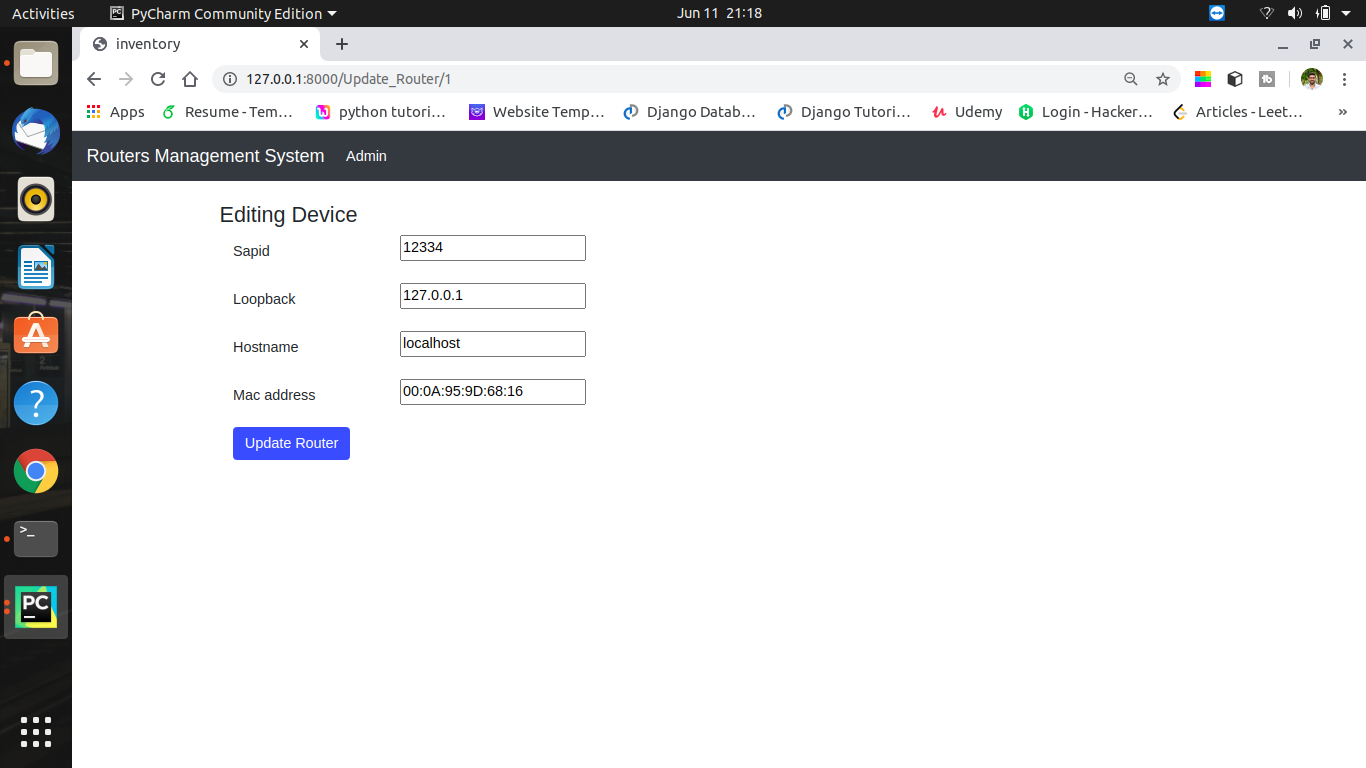 Activities PyCharm Community Edition Jun 11 21:18
inventory
127.0.0.1:8000/Update_Router/1
Apps Resume - Tem… python tutori… Website Temp… Django Datab… Django Tutori… Udemy Login - Hacker… Articles - Leet… »
Routers Management System Admin
Editing Device
Sapid 12334
Loopback 127.0.0.1
Hostname localhost
Mac address 00:0A:95:9D:68:16
Update Router
>_
PC